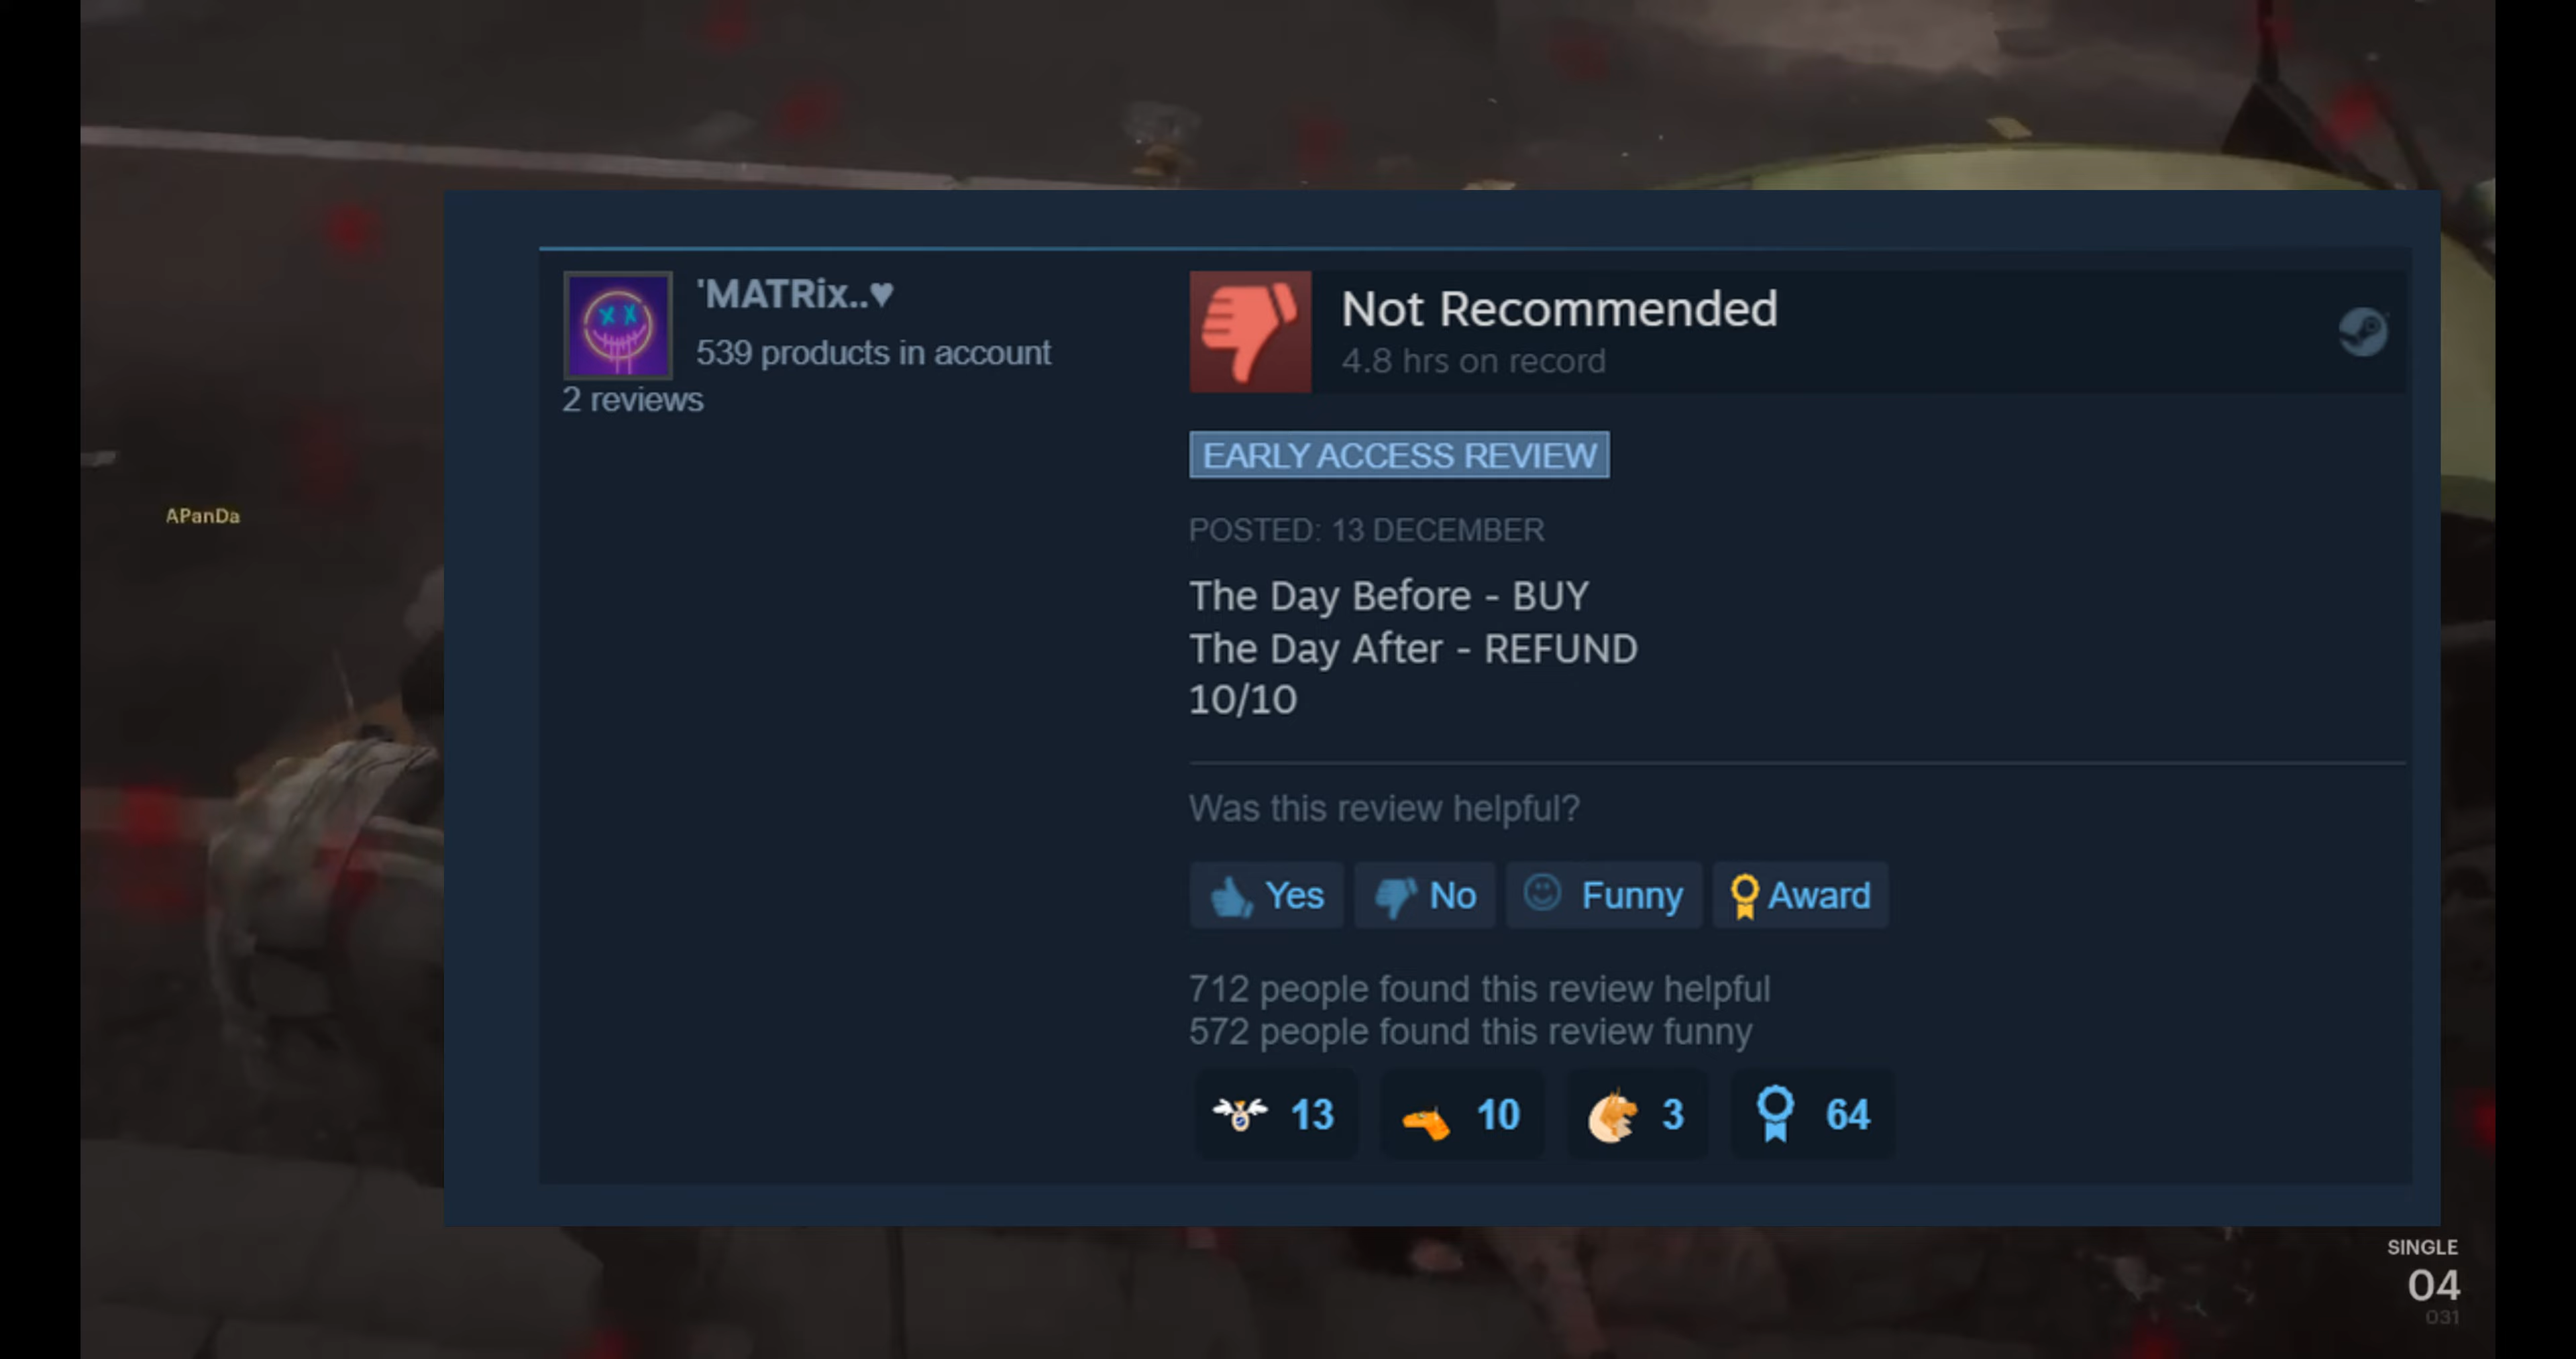 'MATRix..♥
539 products in account
2 reviews
Not Recommended
4.8 hrs on record
EARLY ACCESS REVIEW
POSTED: 13 DECEMBER
The Day Before - BUY
The Day After - REFUND
10/10
Was this review helpful?
Yes No Funny Award
712 people found this review helpful
572 people found this review funny
13 10 3 64
APanDa
SINGLE
04
031